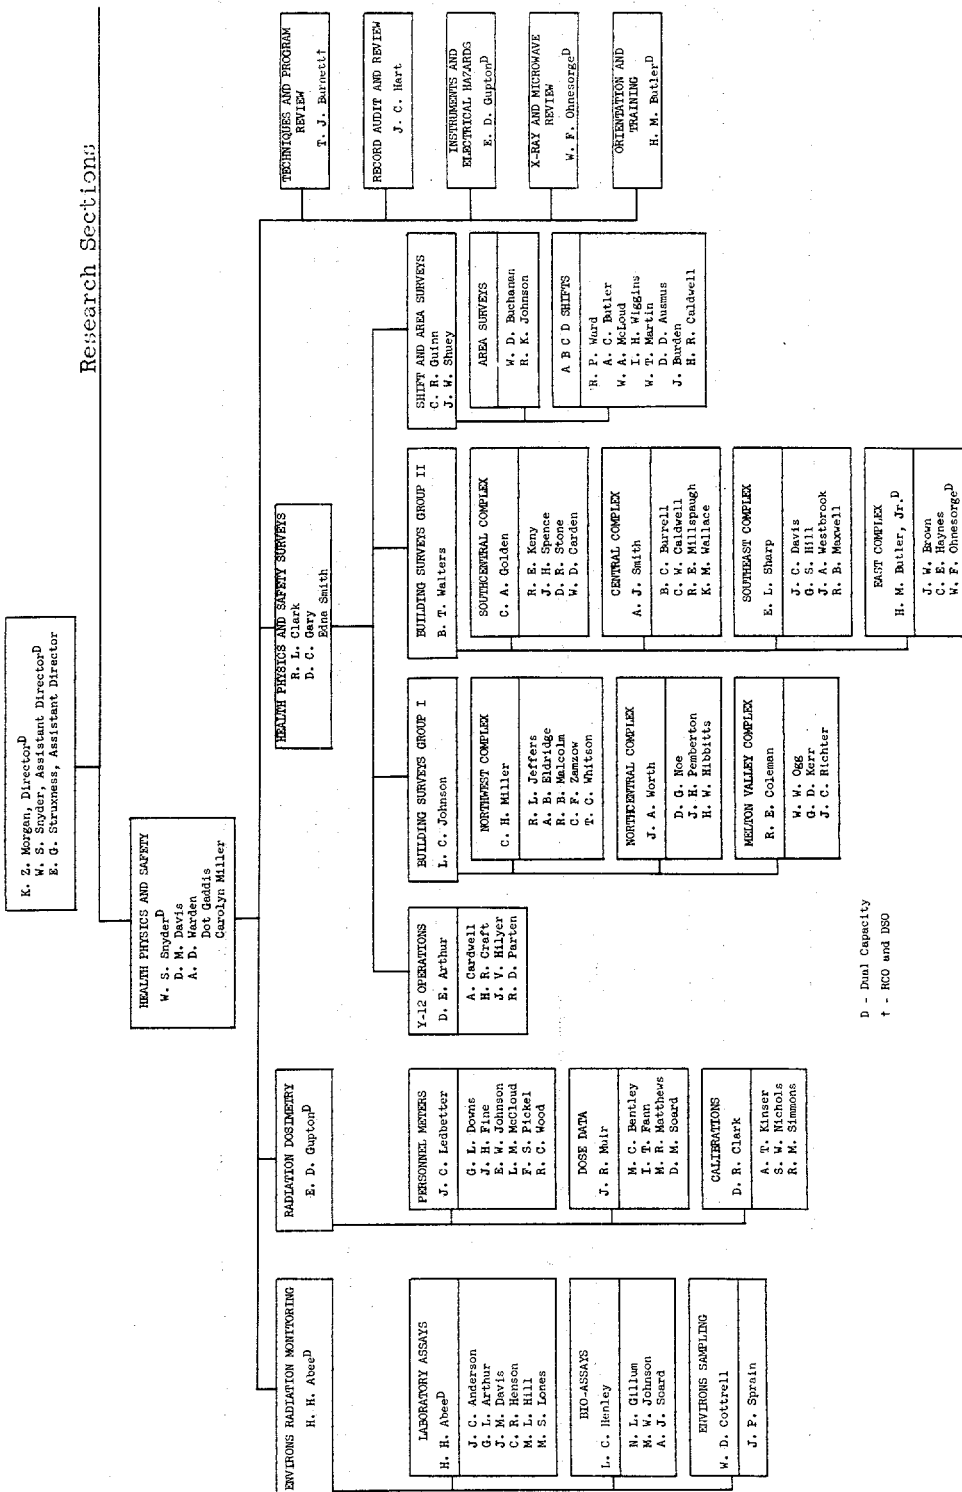 K. Z. Morgan, Director^D
W. S. Snyder, Assistant Director^D
E. G. Struxness, Assistant Director
Research Sections
HEALTH PHYSICS AND SAFETY
W. S. Snyder^D
D. M. Davis
A. D. Warden
Dot Gaddis
Carolyn Miller
ENVIRONS RADIATION MONITORING
H. H. Abee^D
LABORATORY ASSAYS
H. H. Abee^D
J. C. Anderson
G. L. Arthur
J. M. Davis
C. R. Henson
M. L. Hill
M. S. Lones
BIO-ASSAYS
L. C. Henley
N. L. Gillum
M. W. Johnson
A. J. Soard
ENVIRONS SAMPLING
W. D. Cottrell
J. P. Sprain
RADIATION DOSIMETRY
E. D. Gupton^D
PERSONNEL METERS
J. C. Ledbetter
G. L. Downs
J. H. Fine
E. W. Johnson
L. M. McCloud
F. S. Pickel
R. C. Wood
DOSE DATA
J. R. Muir
M. C. Bentley
I. T. Fann
M. R. Matthews
D. M. Soard
CALIBRATIONS
D. R. Clark
A. T. Kinser
S. W. Nichols
R. M. Simmons
HEALTH PHYSICS AND SAFETY SURVEYS
R. L. Clark
D. C. Gary
Edna Smith
Y-12 OPERATIONS
D. E. Arthur
A. Cardwell
H. R. Craft
J. V. Hilyer
R. D. Parten
BUILDING SURVEYS GROUP I
L. C. Johnson
NORTHWEST COMPLEX
C. H. Miller
R. L. Jeffers
A. B. Eldridge
R. B. Malcolm
C. F. Zamzow
T. C. Whitson
NORTHCENTRAL COMPLEX
J. A. Worth
D. G. Noe
J. H. Pemberton
H. W. Hibbitts
MELTON VALLEY COMPLEX
R. E. Coleman
W. W. Ogg
G. D. Kerr
J. C. Richter
BUILDING SURVEYS GROUP II
B. T. Walters
SOUTHCENTRAL COMPLEX
C. A. Golden
R. E. Keny
J. H. Spence
D. R. Stone
W. D. Carden
CENTRAL COMPLEX
A. J. Smith
B. C. Burrell
C. W. Caldwell
R. E. Millspaugh
K. M. Wallace
SOUTHEAST COMPLEX
E. L. Sharp
J. C. Davis
G. S. Hill
J. A. Westbrook
R. B. Maxwell
EAST COMPLEX
H. M. Butler, Jr.^D
J. W. Brown
C. E. Haynes
W. F. Ohnesorge^D
SHIFT AND AREA SURVEYS
C. R. Guinn
J. W. Shuey
AREA SURVEYS
W. D. Buchanan
R. K. Johnson
A B C D SHIFTS
R. P. Ward
A. C. Butler
W. A. McLoud
I. H. Wiggins
W. T. Martin
D. D. Ausmus
J. Burden
H. R. Caldwell
TECHNIQUES AND PROGRAM
REVIEW
T. J. Burnett†
RECORD AUDIT AND REVIEW
J. C. Hart
INSTRUMENTS AND
ELECTRICAL HAZARDS
E. D. Gupton^D
X-RAY AND MICROWAVE
REVIEW
W. F. Ohnesorge^D
ORIENTATION AND
TRAINING
H. M. Butler^D
D - Dual Capacity
† - RCO and DSO